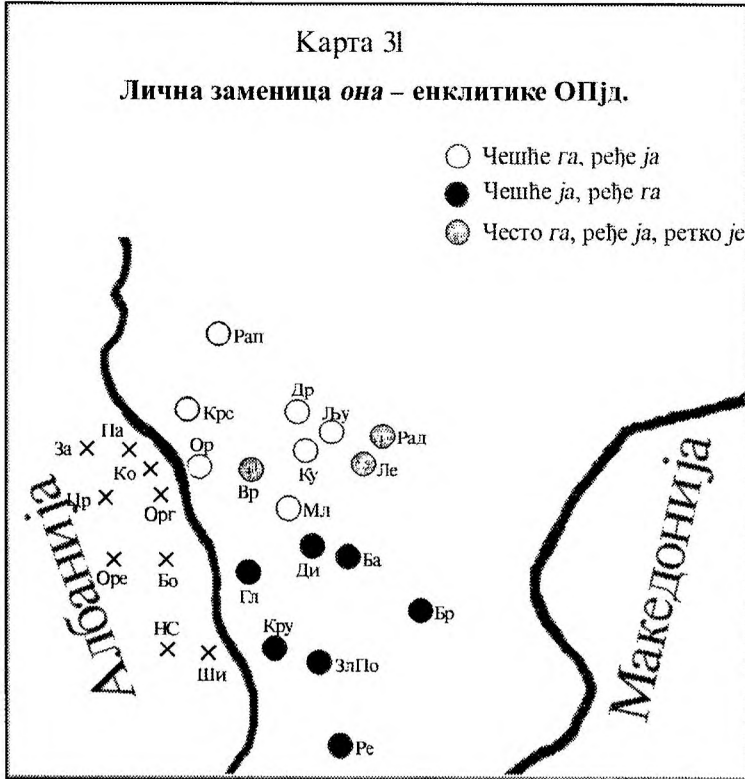 Карта 31
Лична заменица она – енклитике ОПјд.
Чешће га, ређе ја
Чешће ја, ређе га
Често га, ређе ја, ретко је
Рап
Крс
Др
Љу
Рад
Па
За
Ор
Ко
Ку
Ле
Вр
Цр
Орг
Мл
Оре
Бо
Гл
Ди
Ба
Бр
НС
Ши
Кру
ЗлПо
Ре
Албанија
Македонија